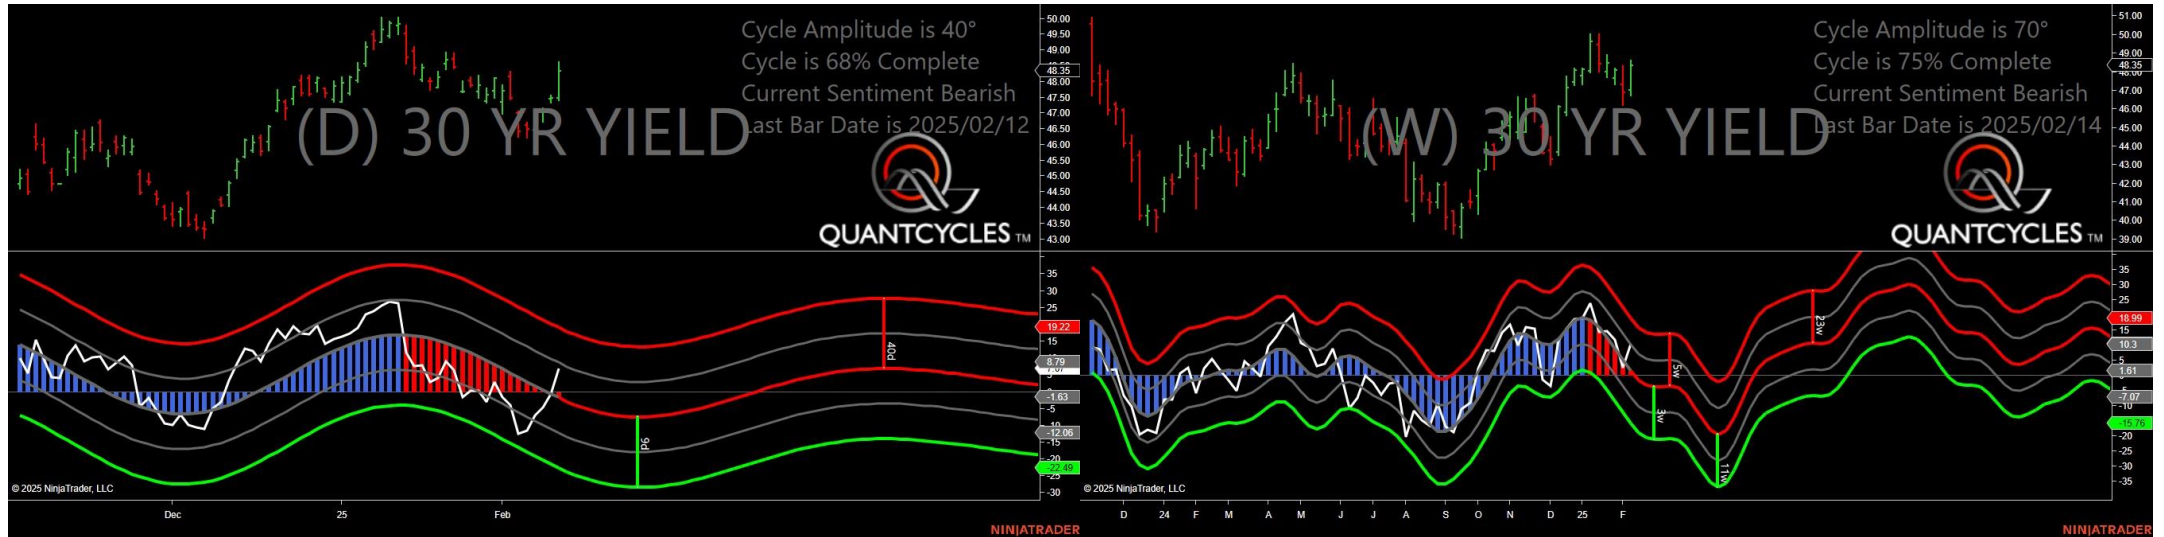 Cycle Amplitude is 40°
Cycle is 68% Complete
Current Sentiment Bearish
Last Bar Date is 2025/02/12
(D) 30 YR YIELD
QUANTCYCLES TM
50.00
49.50
49.00
48.35
48.00
47.50
47.00
46.50
46.00
45.50
45.00
44.50
44.00
43.50
43.00
35
30
25
19.22
15
8.79
-1.63
-5
-12.06
-15
-20
-22.49
-25
-30
40d
9d
© 2025 NinjaTrader, LLC
Dec
25
Feb
NINJATRADER
Cycle Amplitude is 70°
Cycle is 75% Complete
Current Sentiment Bearish
Last Bar Date is 2025/02/14
(W) 30 YR YIELD
QUANTCYCLES TM
51.00
50.00
49.00
48.35
48.00
47.00
46.00
45.00
44.00
43.00
42.00
41.00
40.00
39.00
35
30
25
18.99
15
10.3
5
1.61
-7.07
-10
-15.76
-20
-25
-30
-35
5w
3w
23w
11w
© 2025 NinjaTrader, LLC
D
24
F
M
A
M
J
J
A
S
O
N
D
25
F
NINJATRADER